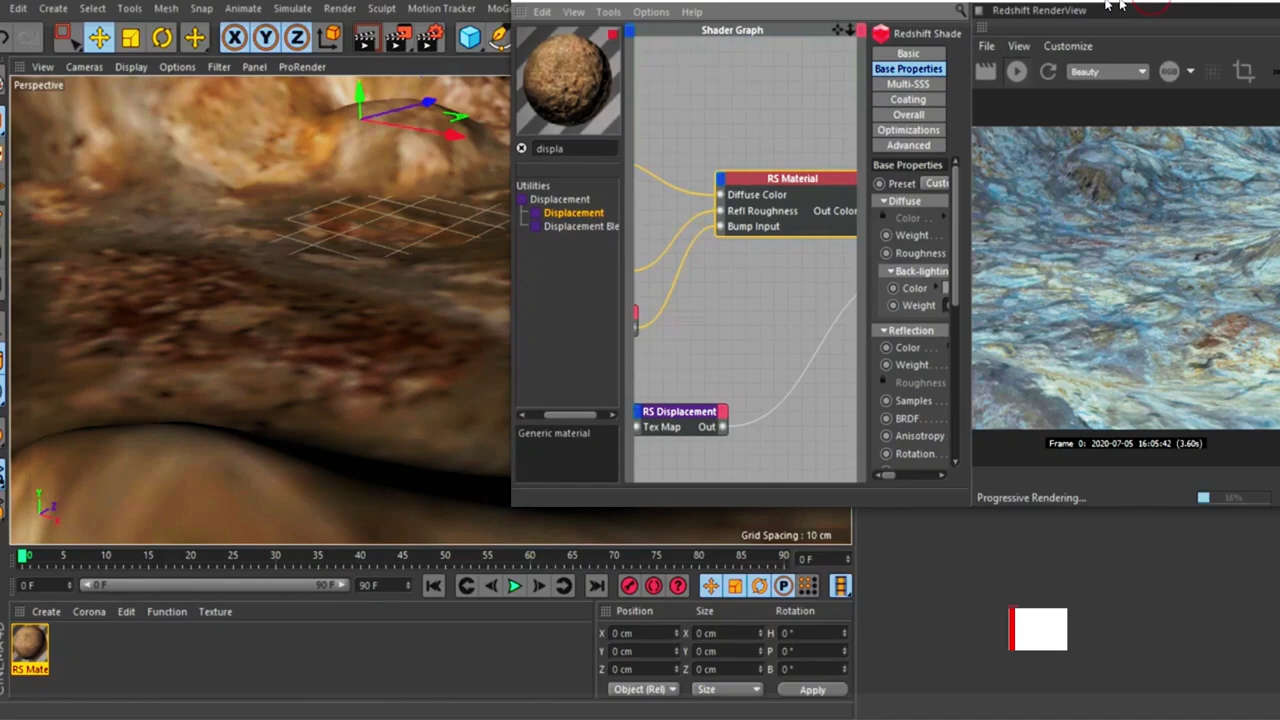 Create Select Tools Mesh Snap Animate Simulate Render Sculpt Motion Tracker MoG
Edit View Tools Options Help
Redshift RenderView
Shader Graph
Redshift Shade
File View Customize
Basic
Base Properties
Multi-SSS
Coating
Overall
Optimizations
Advanced
Beauty
RGB
X Y Z
View Cameras Display Options Filter Panel ProRender
Perspective
displa
Utilities
Displacement
Displacement
Displacement Ble
Generic material
RS Material
Diffuse Color
Refl Roughness Out Color
Bump Input
RS Displacement
Tex Map Out
Base Properties
Preset Custo
Diffuse
Color . .
Weight . . .
Roughness
Back-lighting
Color
Weight
Reflection
Color . . .
Weight . . .
Roughness
Samples . .
BRDF. . . .
Anisotropy
Rotation. . .
Frame 0: 2020-07-05 16:05:42 (3.60s)
Progressive Rendering...
16%
Y
Z
X
Grid Spacing : 10 cm
0 5 10 15 20 25 30 35 40 45 50 55 60 65 70 75 80 85 90
0 F
0 F 0 F 90 F 90 F
P
Create Corona Edit Function Texture
RS Mate
Position Size Rotation
X 0 cm X 0 cm H 0 °
Y 0 cm Y 0 cm P 0 °
Z 0 cm Z 0 cm B 0 °
Object (Rel) Size Apply
CINEMA 4D